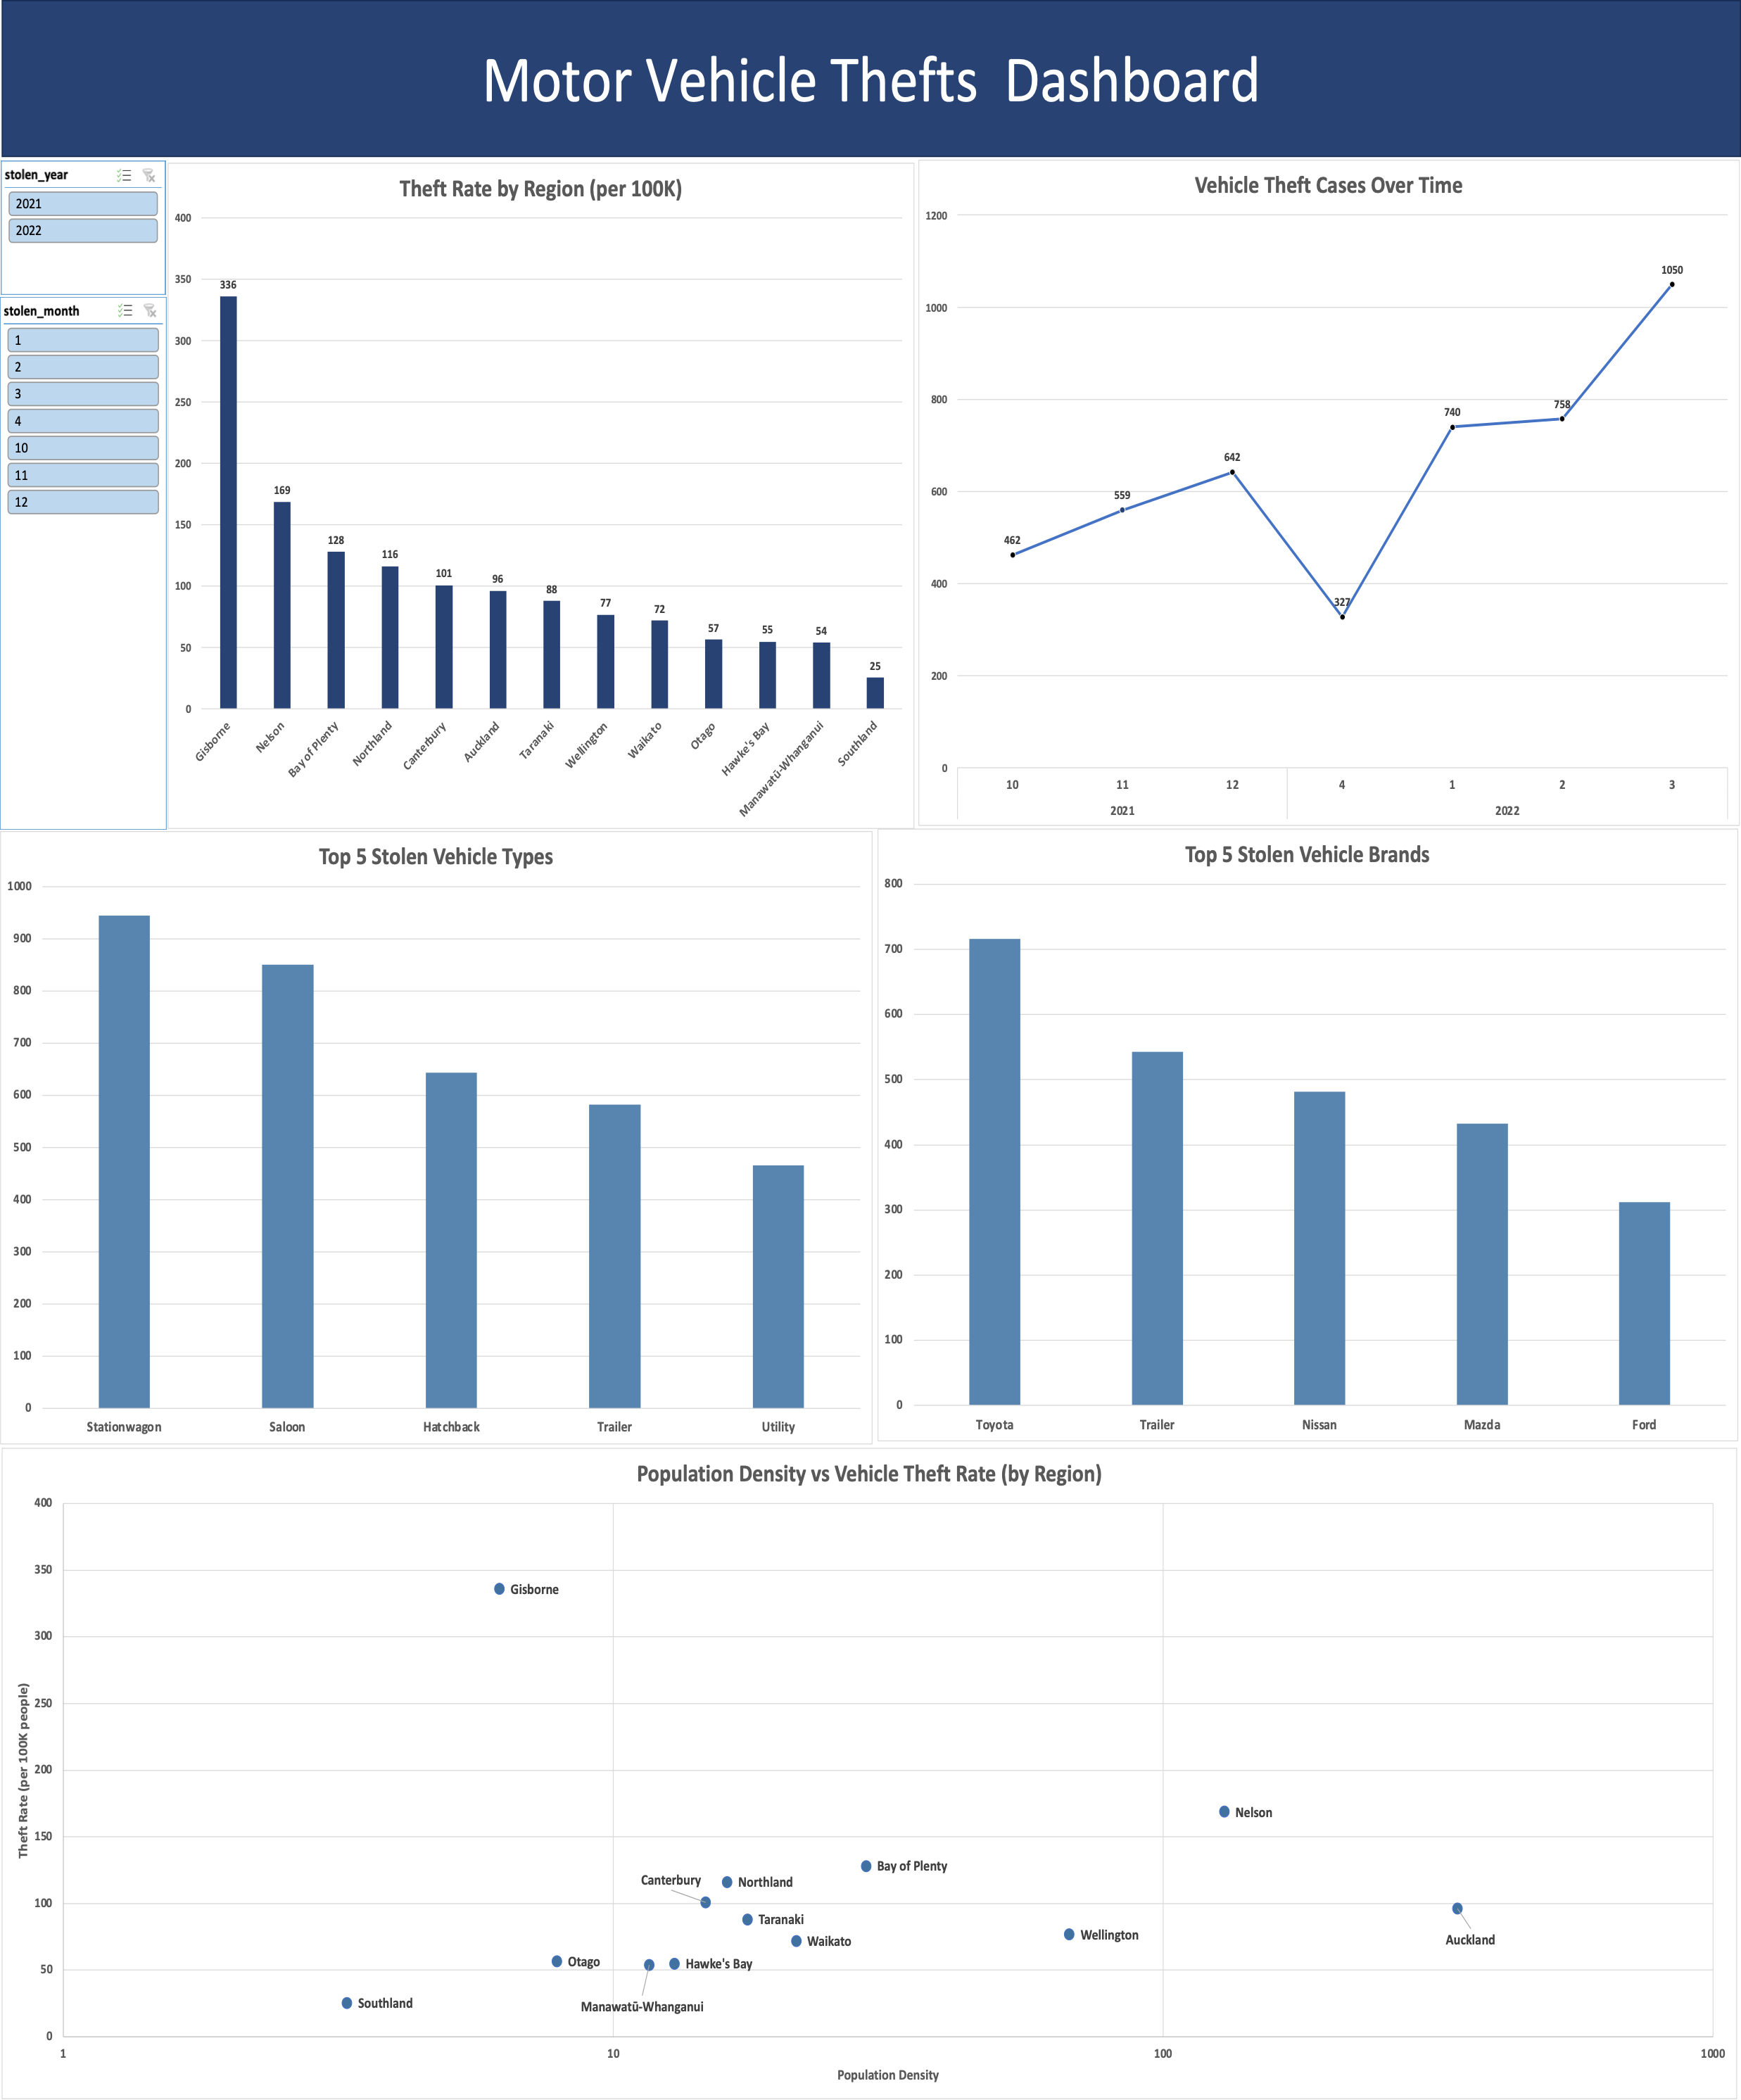 Motor Vehicle Thefts  Dashboard
stolen_year
2021
2022
stolen_month
1
2
3
4
10
11
12
Theft Rate by Region (per 100K)
400
350
300
250
200
150
100
50
0
336
169
128
116
101
96
88
77
72
57
55
54
25
Gisborne
Nelson
Bay of Plenty
Northland
Canterbury
Auckland
Taranaki
Wellington
Waikato
Otago
Hawke's Bay
Manawatū-Whanganui
Southland
Vehicle Theft Cases Over Time
1200
1000
800
600
400
200
0
462
559
642
327
740
758
1050
10 11 12 4 1 2 3
2021 2022
Top 5 Stolen Vehicle Types
1000
900
800
700
600
500
400
300
200
100
0
Stationwagon Saloon Hatchback Trailer Utility
Top 5 Stolen Vehicle Brands
800
700
600
500
400
300
200
100
0
Toyota Trailer Nissan Mazda Ford
Population Density vs Vehicle Theft Rate (by Region)
Theft Rate (per 100K people)
400
350
300
250
200
150
100
50
0
Gisborne
Nelson
Bay of Plenty
Canterbury
Northland
Taranaki
Wellington
Auckland
Waikato
Otago
Hawke's Bay
Southland
Manawatū-Whanganui
1 10 100 1000
Population Density